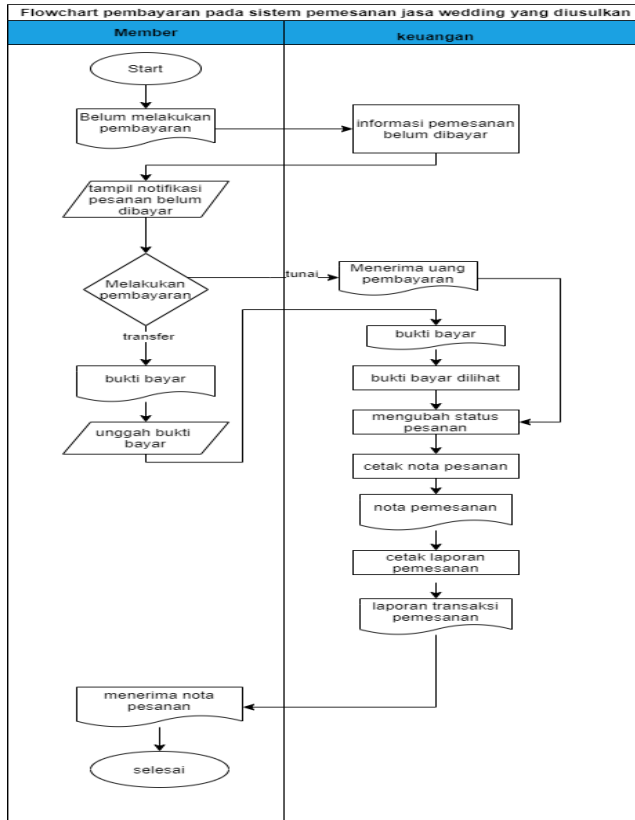 Flowchart pembayaran pada sistem pemesanan jasa wedding yang diusulkan
Member
keuangan
Start
Belum melakukan
pembayaran
informasi pemesanan
belum dibayar
tampil notifikasi
pesanan belum
dibayar
Melakukan
pembayaran
tunai
Menerima uang
pembayaran
transfer
bukti bayar
unggah bukti
bayar
bukti bayar
bukti bayar dilihat
mengubah status
pesanan
cetak nota pesanan
nota pemesanan
cetak laporan
pemesanan
laporan transaksi
pemesanan
menerima nota
pesanan
selesai